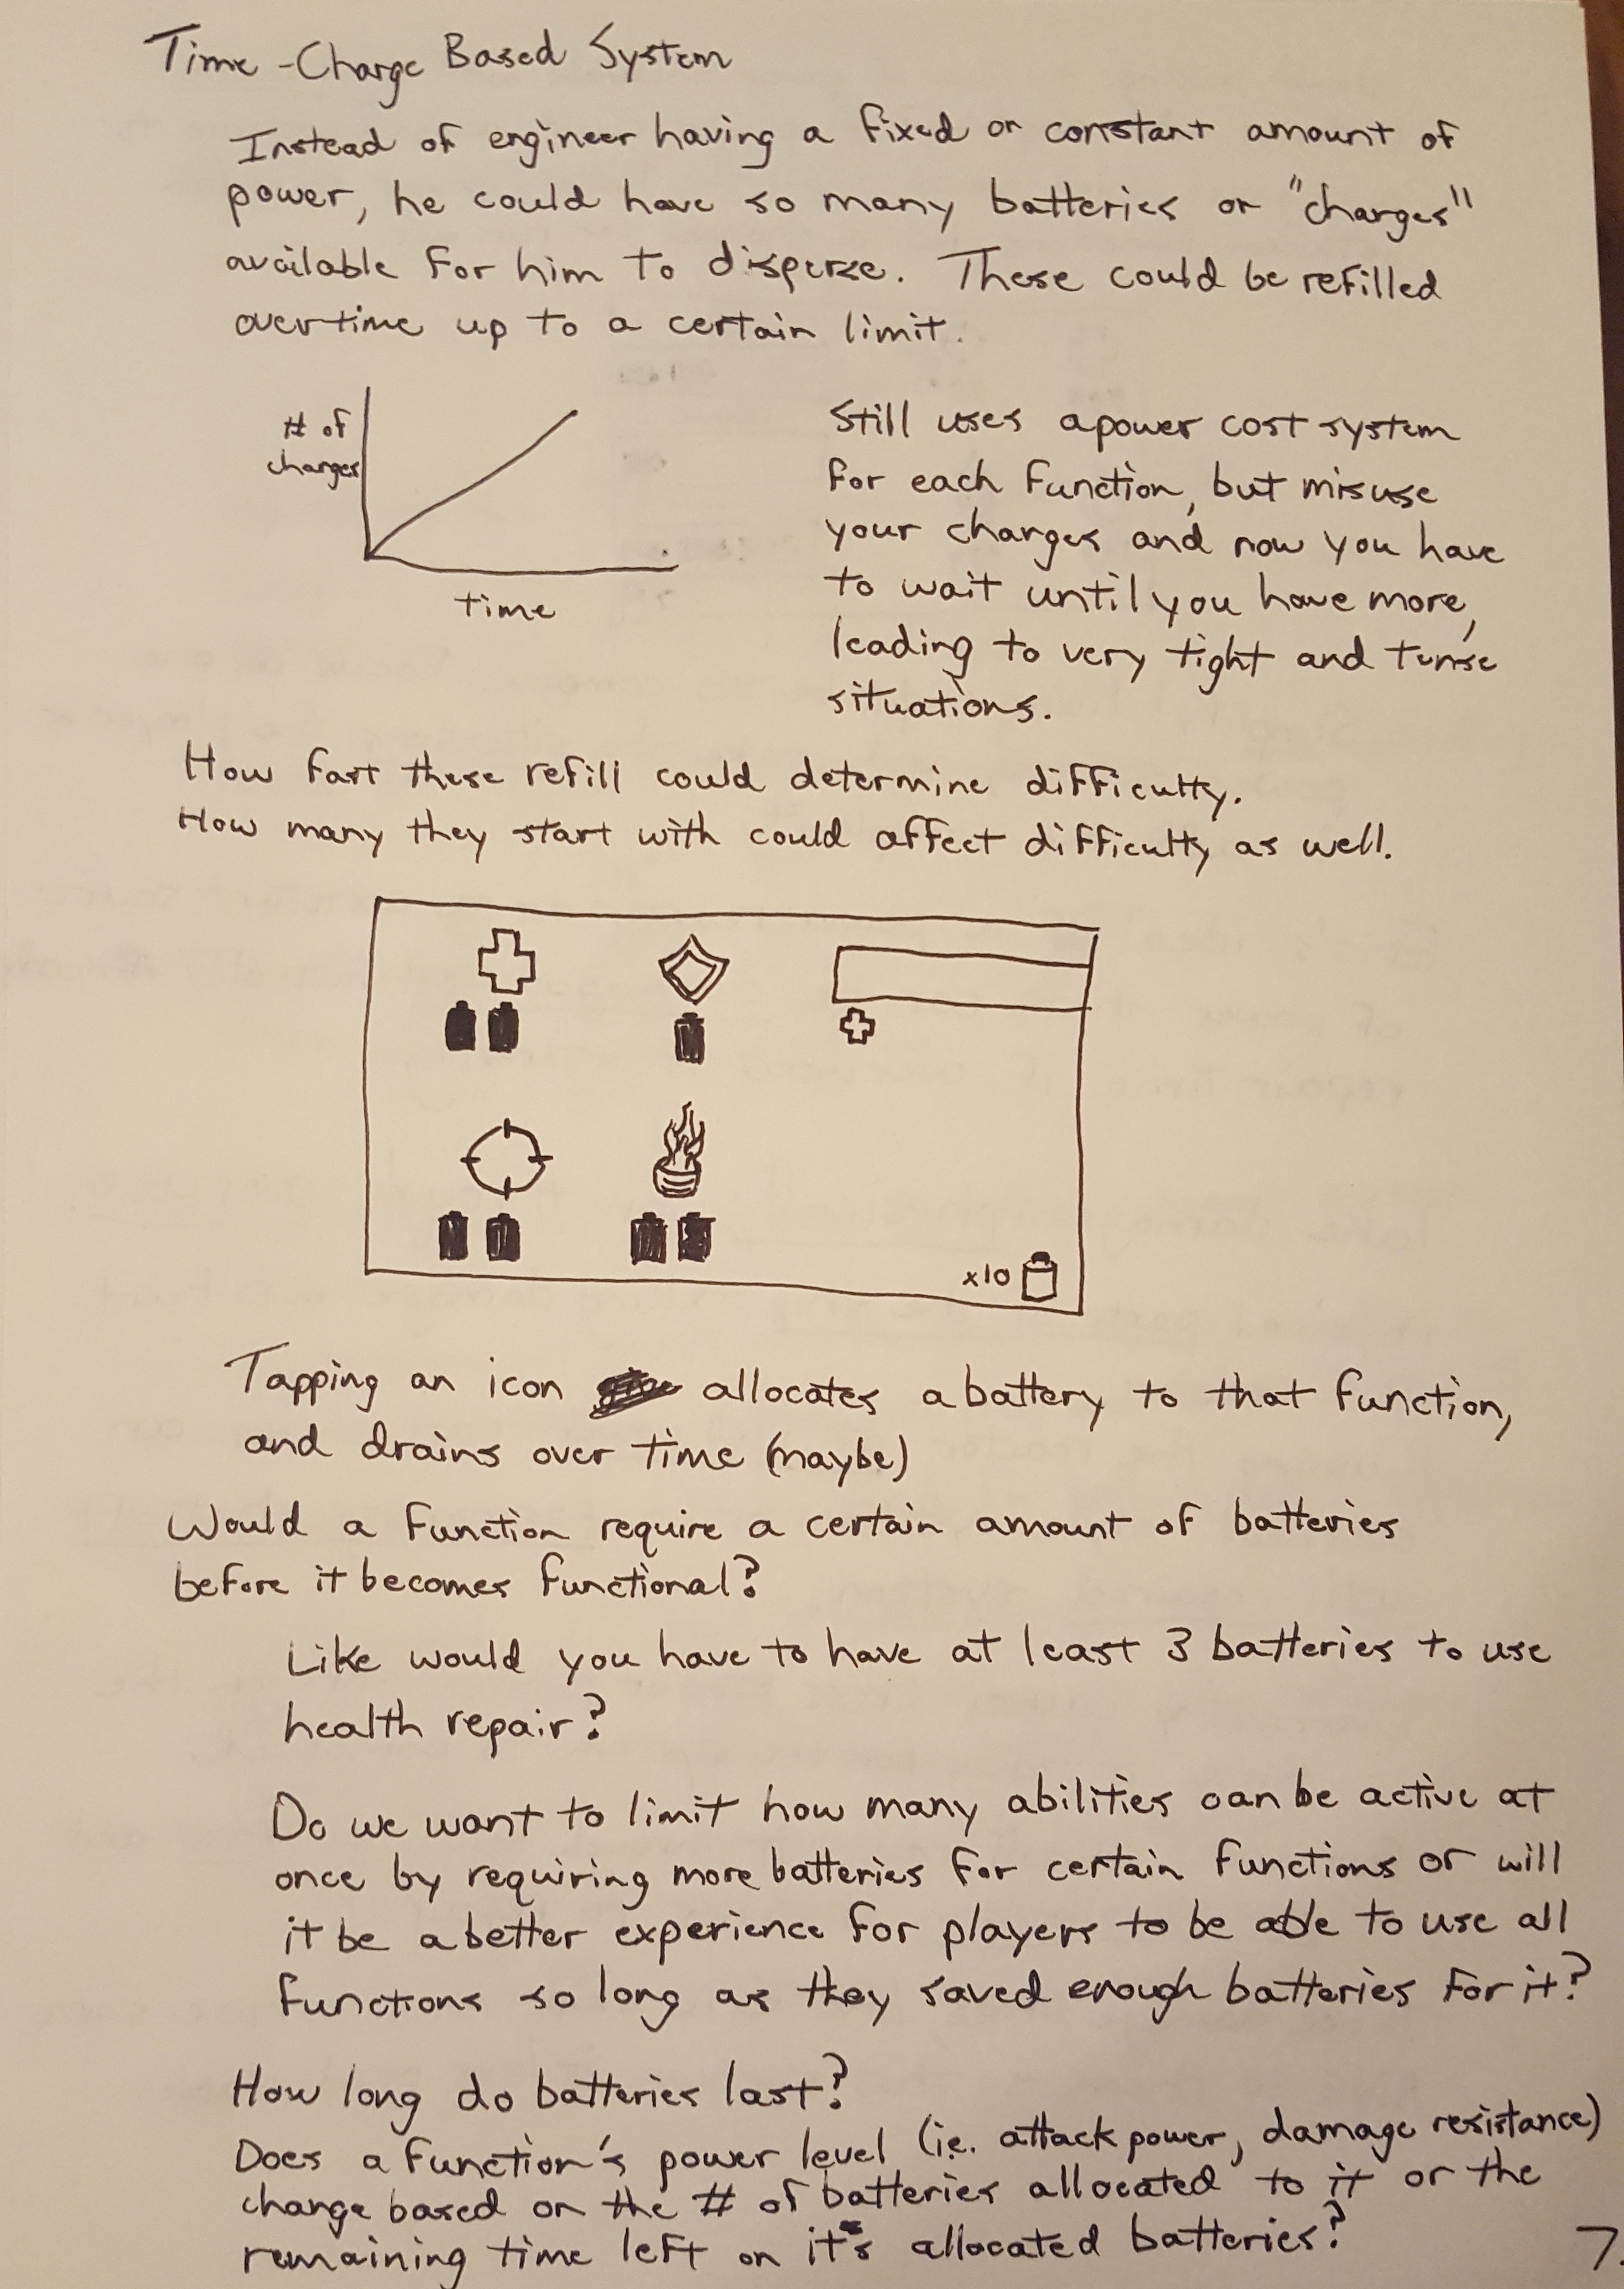 Time-Charge Based System
Instead of engineer having a fixed or constant amount of
power, he could have so many batteries or "charges"
available for him to disperse. These could be refilled
overtime up to a certain limit.
# of
charges
time
Still uses a power cost system
for each function, but misuse
your charges and now you have
to wait until you have more,
leading to very tight and tense
situations.
How fast these refill could determine difficulty.
How many they start with could affect difficulty as well.
x10
Tapping an icon allocates a battery to that function,
and drains over time (maybe)
Would a function require a certain amount of batteries
before it becomes functional?
Like would you have to have at least 3 batteries to use
health repair?
Do we want to limit how many abilities can be active at
once by requiring more batteries for certain functions or will
it be a better experience for players to be able to use all
functions so long as they saved enough batteries for it?
How long do batteries last?
Does a function's power level (ie. attack power, damage resistance)
change based on the # of batteries allocated to it or the
remaining time left on it's allocated batteries?
7.